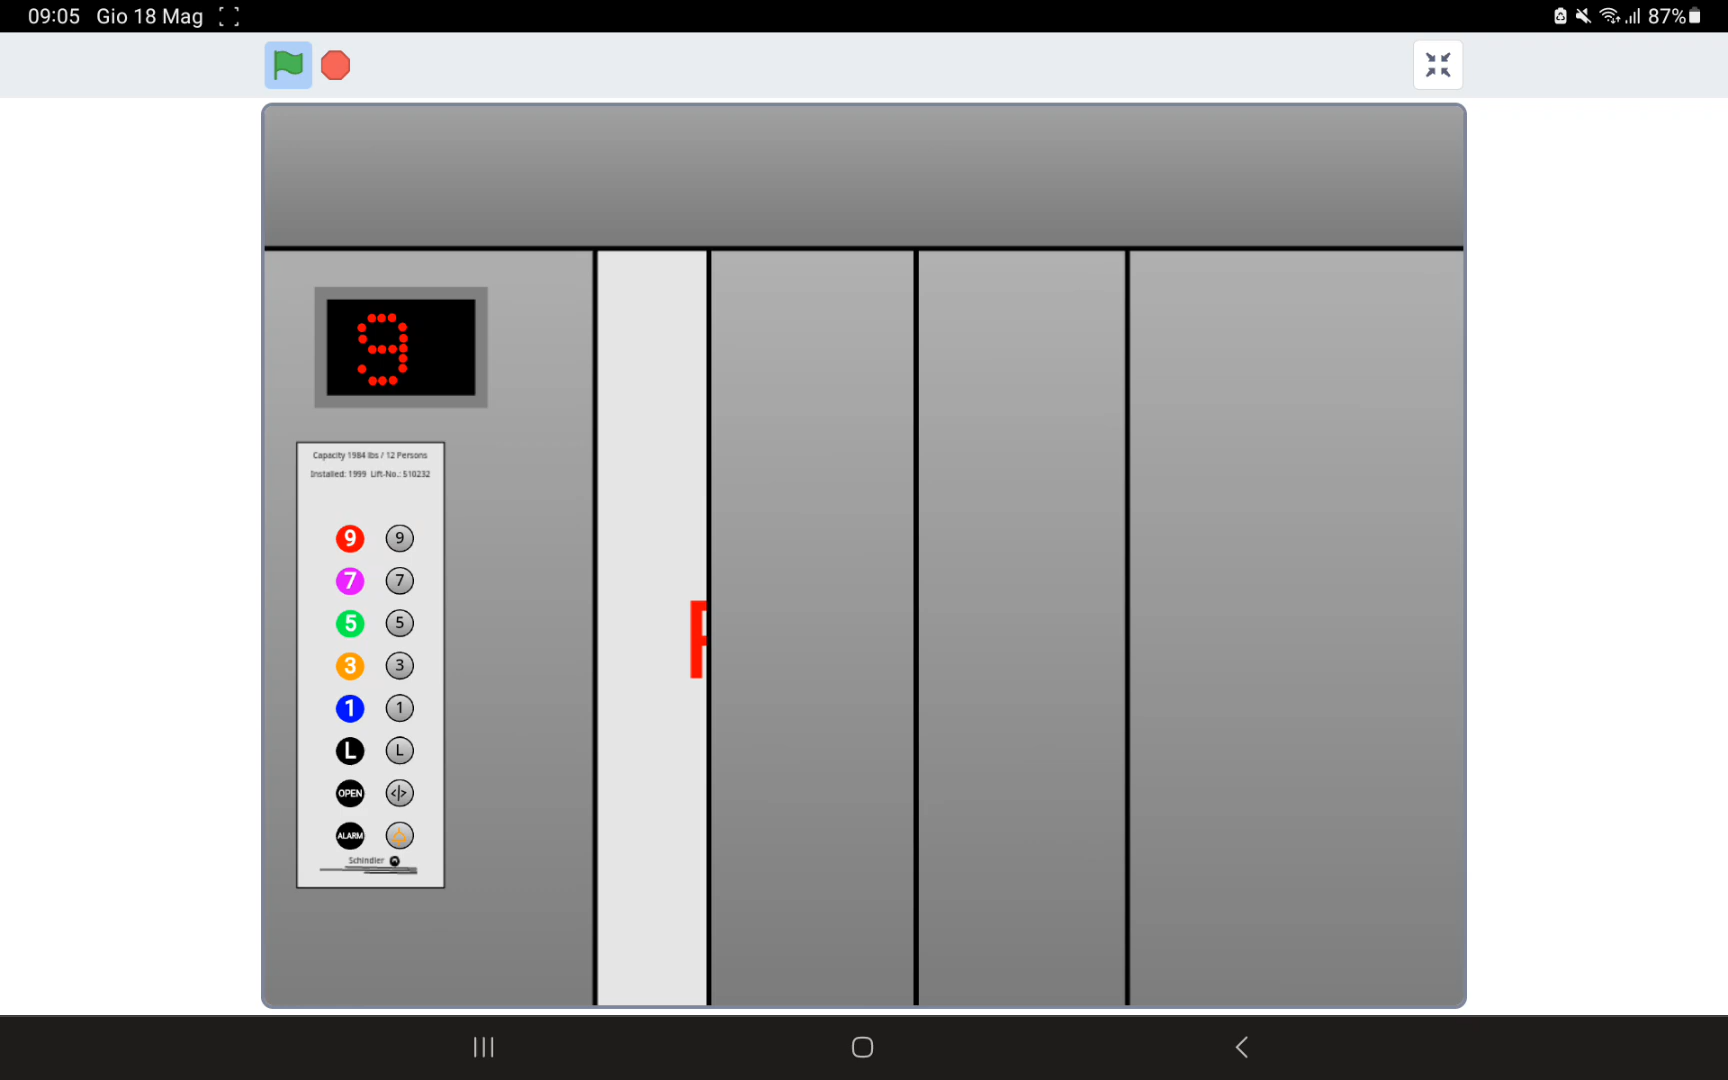 09:05 Gio 18 Mag 87%
9
Capacity 1984 lbs / 12 Persons
Installed: 1999 Lift-No.: 510232
9 9
7 7
5 5
3 3
1 1
L L
OPEN <|>
ALARM
Schindler